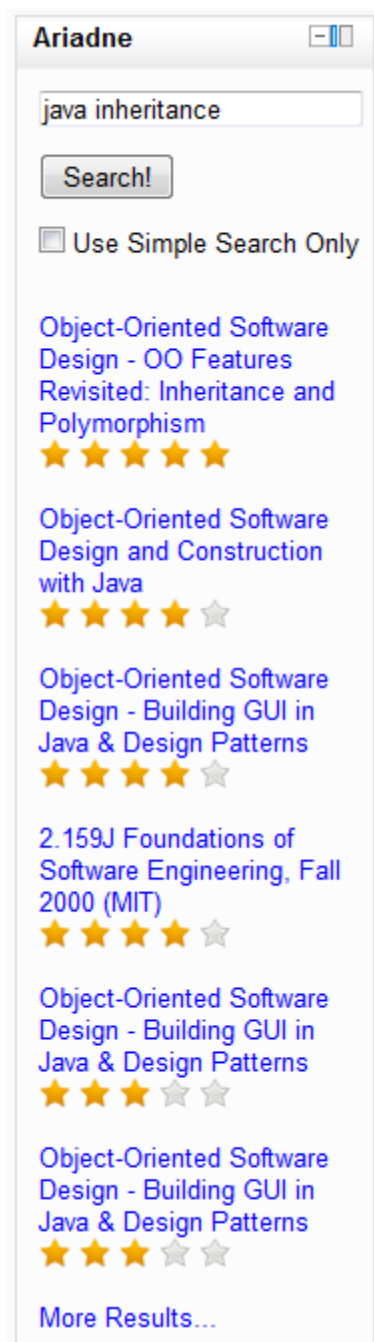 Ariadne
java inheritance
Search!
Use Simple Search Only
Object-Oriented Software
Design - OO Features
Revisited: Inheritance and
Polymorphism
Object-Oriented Software
Design and Construction
with Java
Object-Oriented Software
Design - Building GUI in
Java & Design Patterns
2.159J Foundations of
Software Engineering, Fall
2000 (MIT)
Object-Oriented Software
Design - Building GUI in
Java & Design Patterns
Object-Oriented Software
Design - Building GUI in
Java & Design Patterns
More Results...